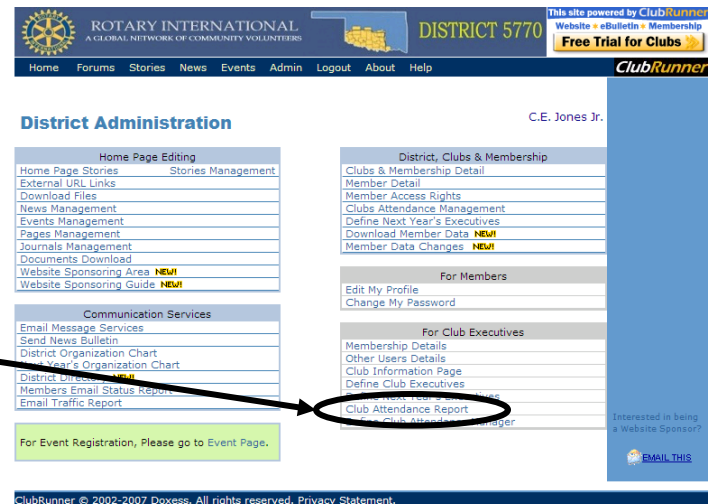 ROTARY INTERNATIONAL
A GLOBAL NETWORK OF COMMUNITY VOLUNTEERS
DISTRICT 5770
This site powered by ClubRunner
Website • eBulletin • Membership
Free Trial for Clubs
Home Forums Stories News Events Admin Logout About Help
ClubRunner
District Administration
C.E. Jones Jr.
Home Page Editing
Home Page Stories Stories Management
External URL Links
Download Files
News Management
Events Management
Pages Management
Journals Management
Documents Download
Website Sponsoring Area NEW!
Website Sponsoring Guide NEW!
Communication Services
Email Message Services
Send News Bulletin
District Organization Chart
Next Year's Organization Chart
District Directory NEW!
Members Email Status Report
Email Traffic Report
For Event Registration, Please go to Event Page.
District, Clubs & Membership
Clubs & Membership Detail
Member Detail
Member Access Rights
Clubs Attendance Management
Define Next Year's Executives
Download Member Data NEW!
Member Data Changes NEW!
For Members
Edit My Profile
Change My Password
For Club Executives
Membership Details
Other Users Details
Club Information Page
Define Club Executives
Define Next Year's Executives
Club Attendance Report
Define Club Attendance Manager
Interested in being
a Website Sponsor?
EMAIL THIS
ClubRunner © 2002-2007 Doxess. All rights reserved. Privacy Statement.